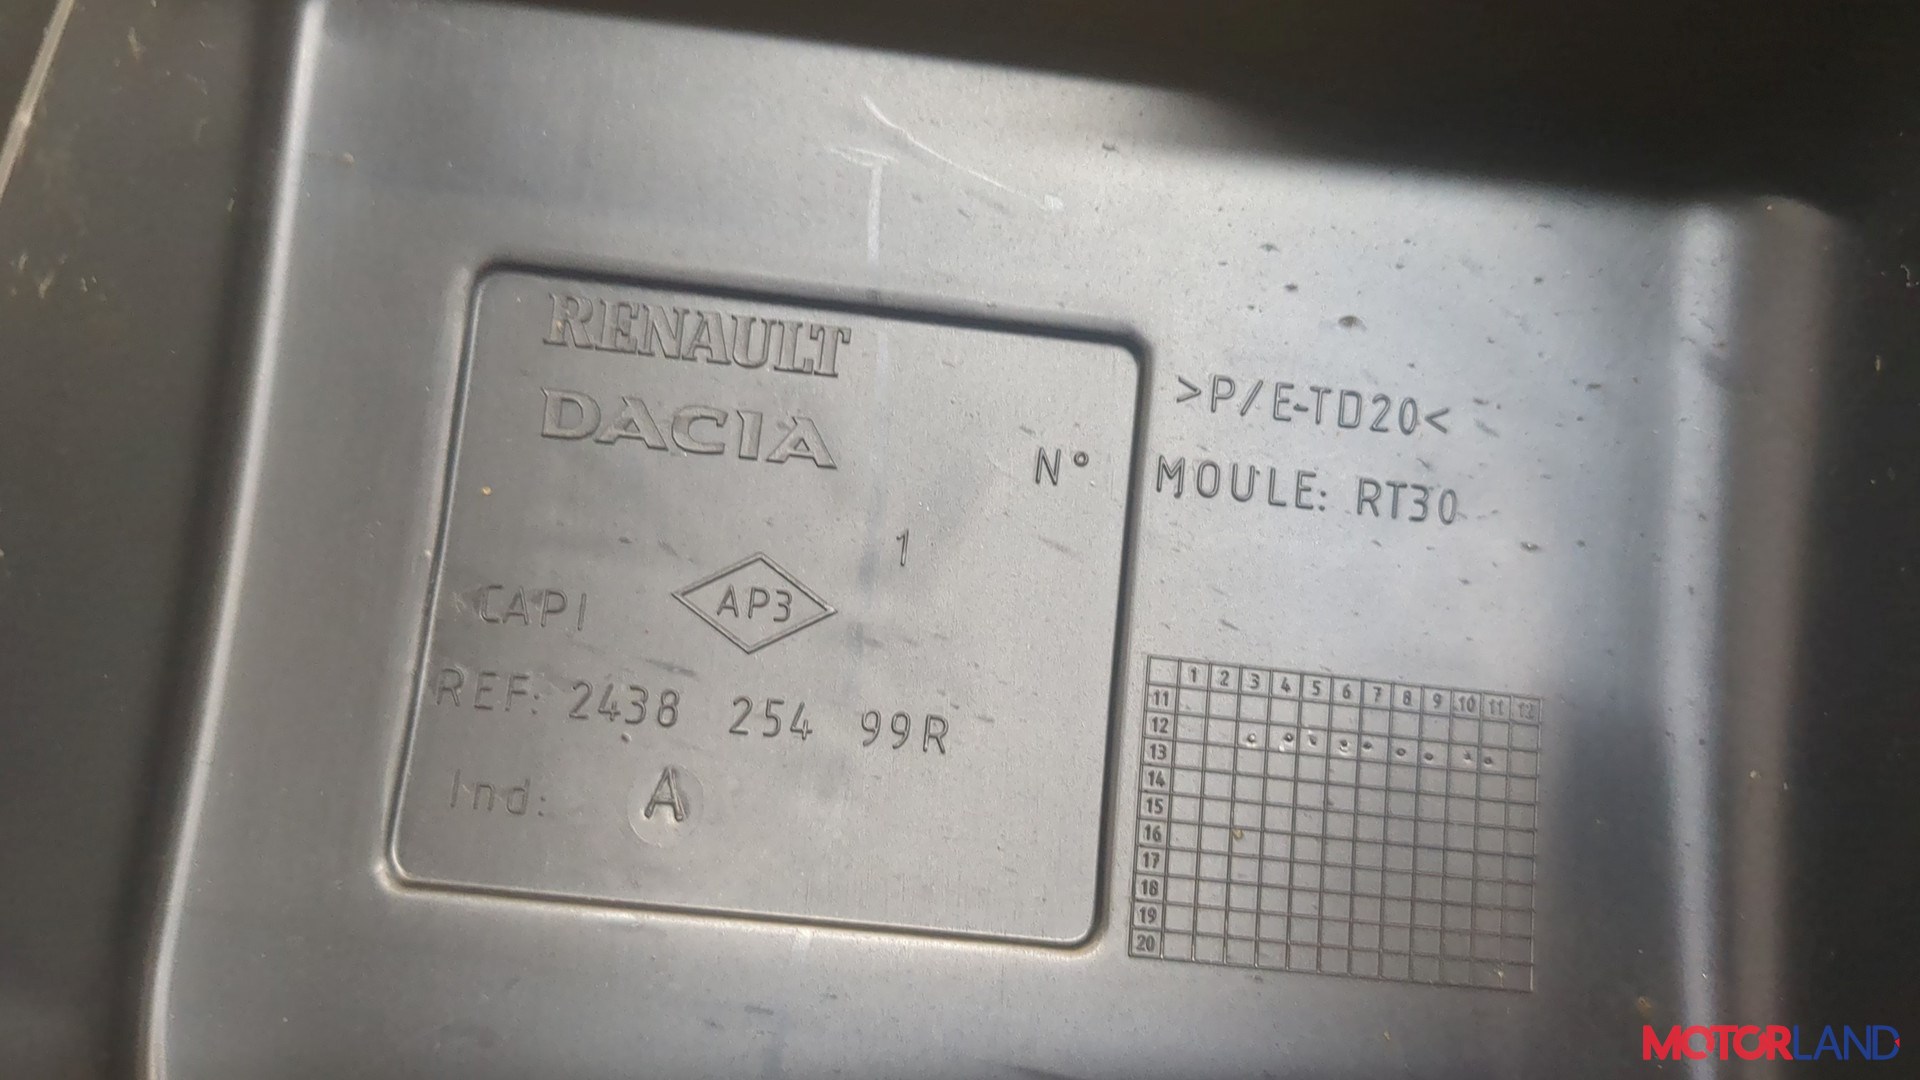 RENAULT
DACIA
N°
1
CAPI
AP3
REF: 2438 254 99R
Ind: A
>P/E-TD20<
MOULE: RT30
1 2 3 4 5 6 7 8 9 10 11 12
11
12
13
14
15
16
17
18
19
20
MOTORLAND